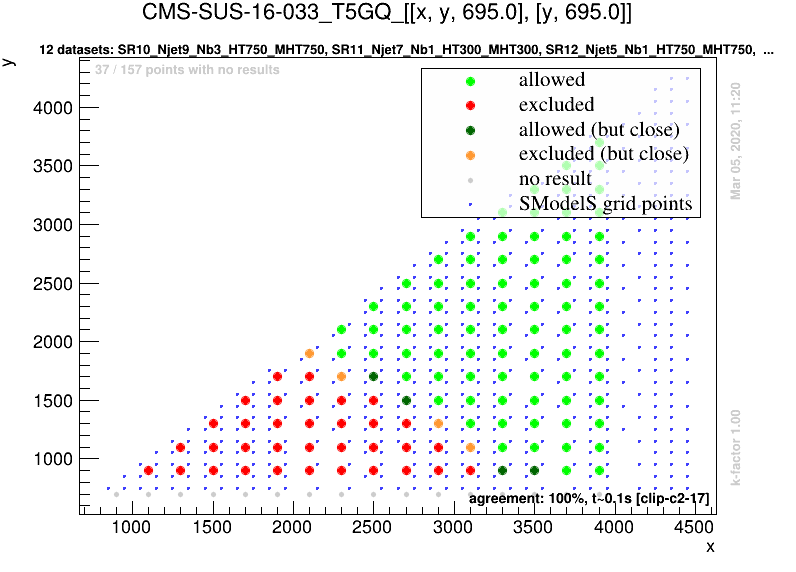 CMS-SUS-16-033_T5GQ_[[x, y, 695.0], [y, 695.0]]
12 datasets: SR10_Njet9_Nb3_HT750_MHT750, SR11_Njet7_Nb1_HT300_MHT300, SR12_Njet5_Nb1_HT750_MHT750, ...
y
37 / 157 points with no results
allowed
excluded
allowed (but close)
excluded (but close)
no result
SModelS grid points
4000
3500
3000
2500
2000
1500
1000
Mar 05, 2020, 11:20
k-factor 1.00
agreement: 100%, t~0.1s [clip-c2-17]
1000 1500 2000 2500 3000 3500 4000 4500
x